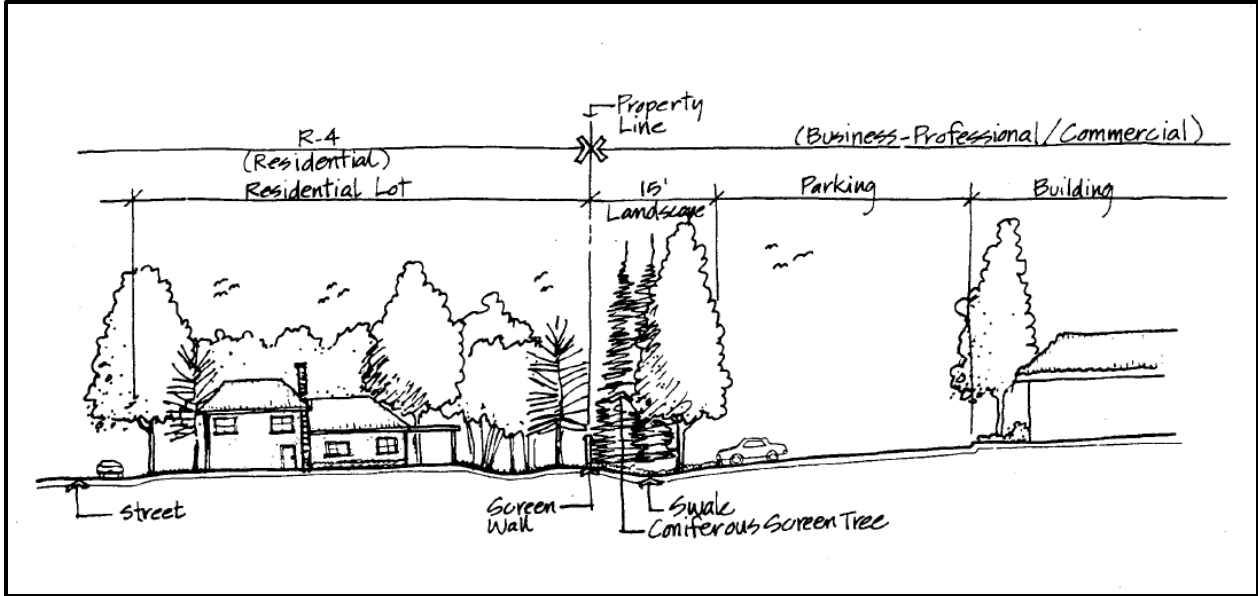 Property
Line
R-4
(Residential)
(Business-Professional/Commercial)
Residential Lot
15'
Landscape
Parking
Building
Street
Screen
Wall
Swale
Coniferous Screen Tree